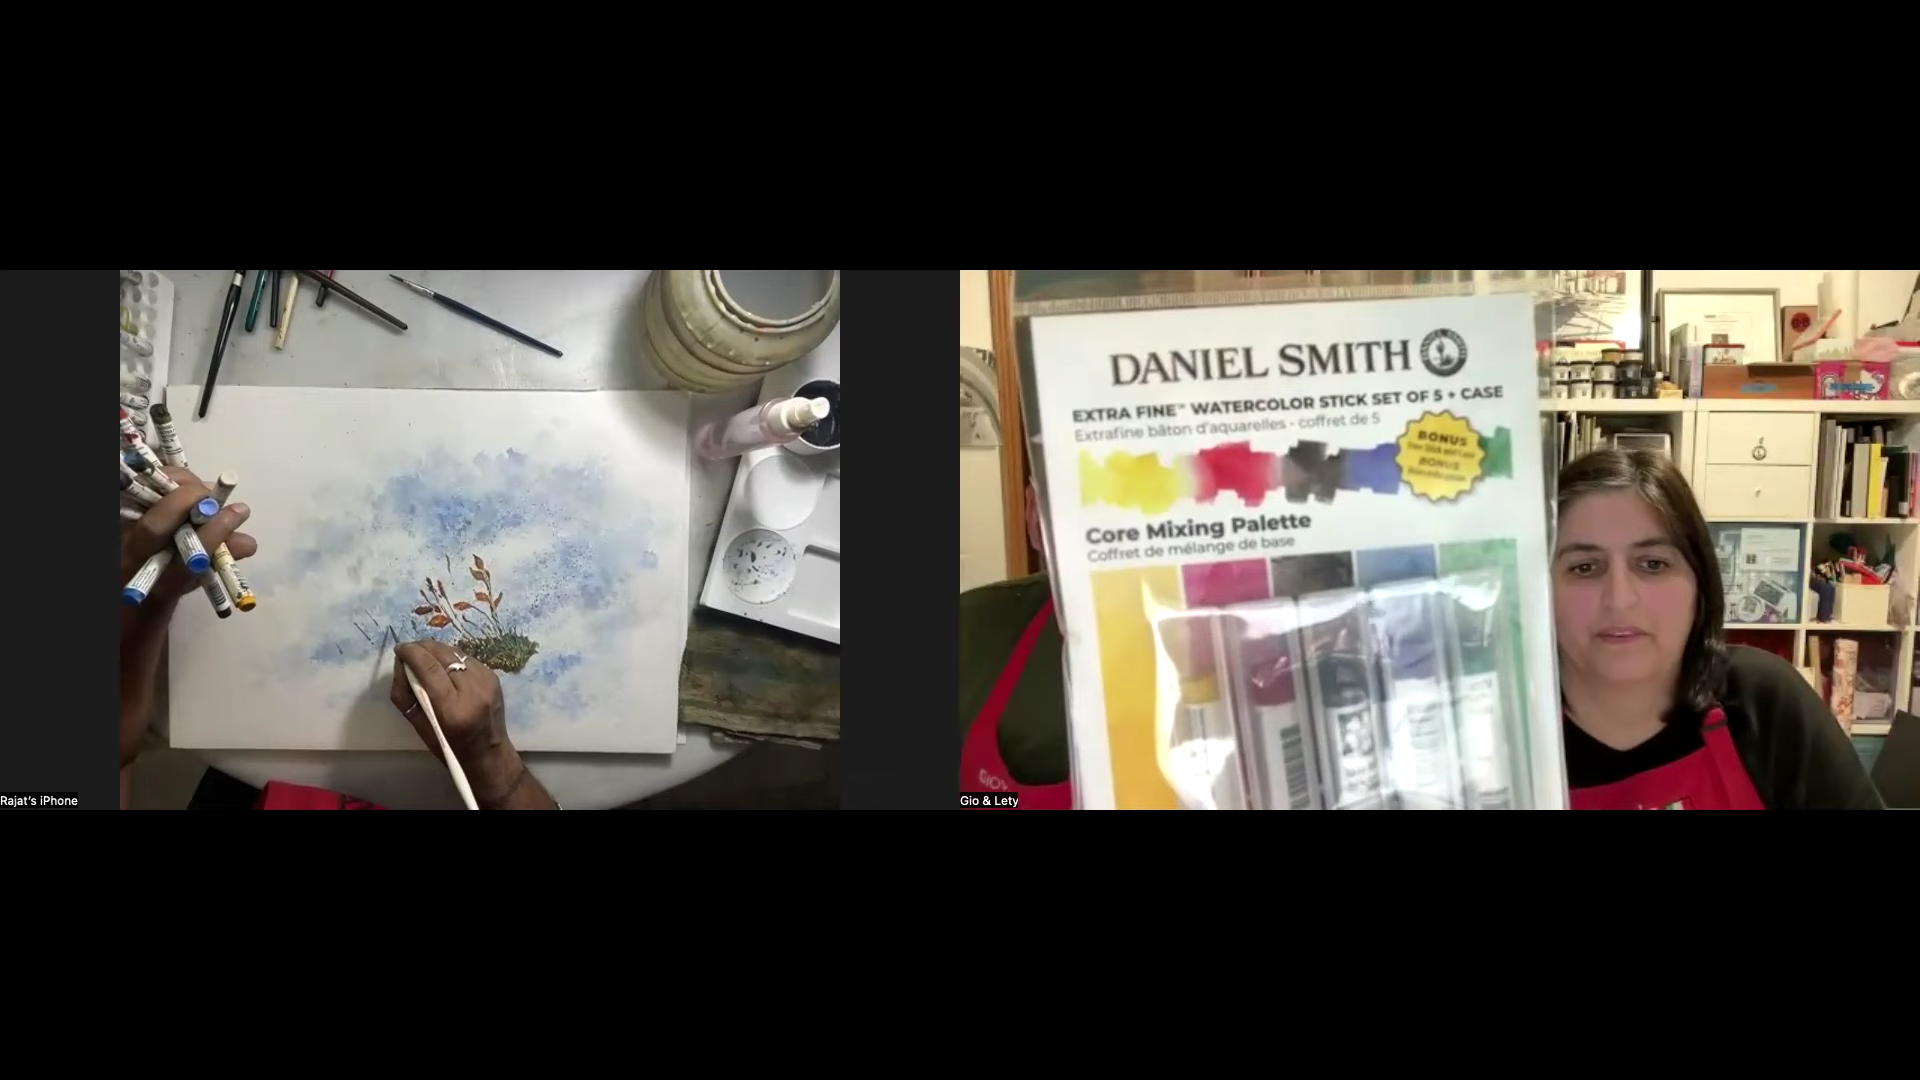 DANIEL SMITH
EXTRA FINE™ WATERCOLOR STICK SET OF 5 + CASE
Extrafine bâton d'aquarelles - coffret de 5
BONUS
BONUS
Core Mixing Palette
Coffret de mélange de base
Rajat's iPhone
Gio & Lety